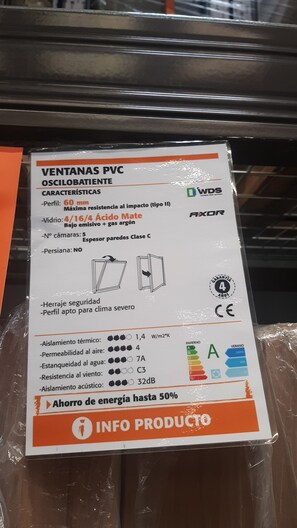 VENTANAS PVC
OSCILOBATIENTE
CARACTERÍSTICAS
-Perfil: 60 mm
Máxima resistencia al impacto (tipo II)
WDS
-Vidrio: 4/16/4 Ácido Mate
Bajo emisivo + gas argón
AXOR
-Nº cámaras: 5
Espesor paredes Clase C
-Persiana: NO
4
-Herraje seguridad
-Perfil apto para clima severo
CE
-Aislamiento térmico: 1,4 W/m2*K
-Permeabilidad al aire: 4
-Estanqueidad al agua: 7A
-Resistencia al viento: C3
-Aislamiento acústico: 32dB
A
Ahorro de energía hasta 50%
i INFO PRODUCTO